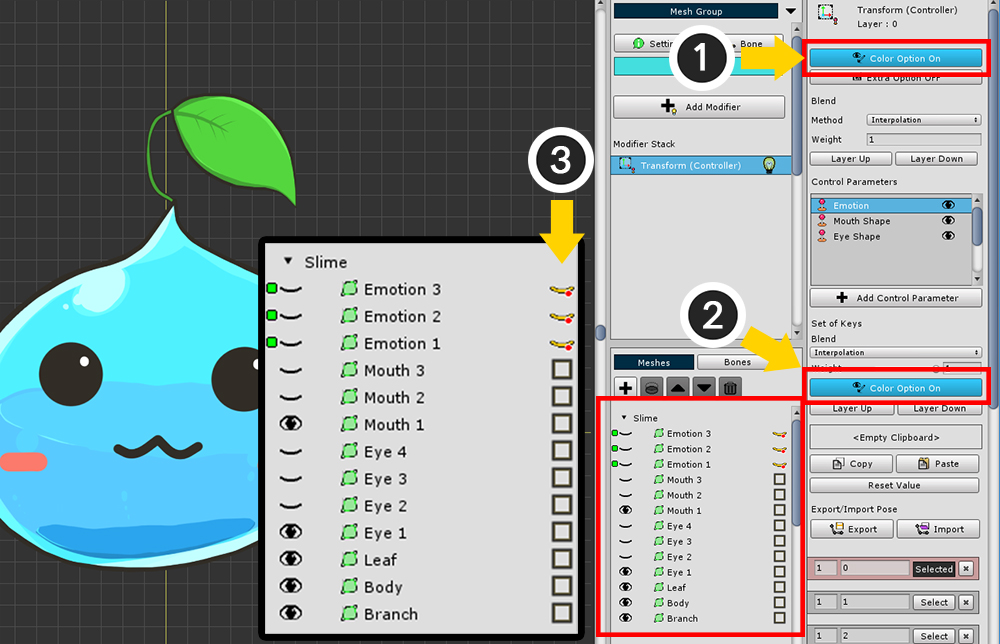 Mesh Group
Bone
Add Modifier
Modifier Stack
Transform (Controller)
1
3
Slime
Emotion 3
Emotion 2
Emotion 1
Mouth 3
Mouth 2
Mouth 1
Eye 4
Eye 3
Eye 2
Eye 1
Leaf
Body
Branch
2
Meshes
Bones
Slime
Emotion 3
Emotion 2
Emotion 1
Mouth 3
Mouth 2
Mouth 1
Eye 4
Eye 3
Eye 2
Eye 1
Leaf
Body
Branch
Transform (Controller)
Layer : 0
Color Option On
Extra Option Off
Blend
Method Interpolation
Weight 1
Layer Up Layer Down
Control Parameters
Emotion
Mouth Shape
Eye Shape
Add Control Parameter
Set of Keys
Blend
Interpolation
Weight
Color Option On
Layer Up Layer Down
<Empty Clipboard>
Copy Paste
Reset Value
Export/Import Pose
Export Import
1 0 Selected x
1 1 Select x
1 2 Select x